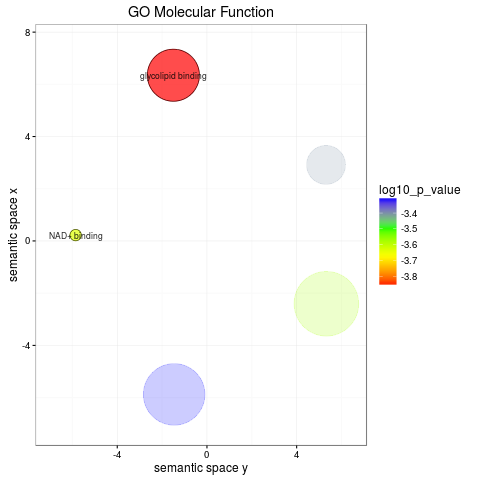 GO Molecular Function
8
4
0
-4
semantic space x
glycolipid binding
NAD+ binding
-4
0
4
semantic space y
log10_p_value
-3.4
-3.5
-3.6
-3.7
-3.8